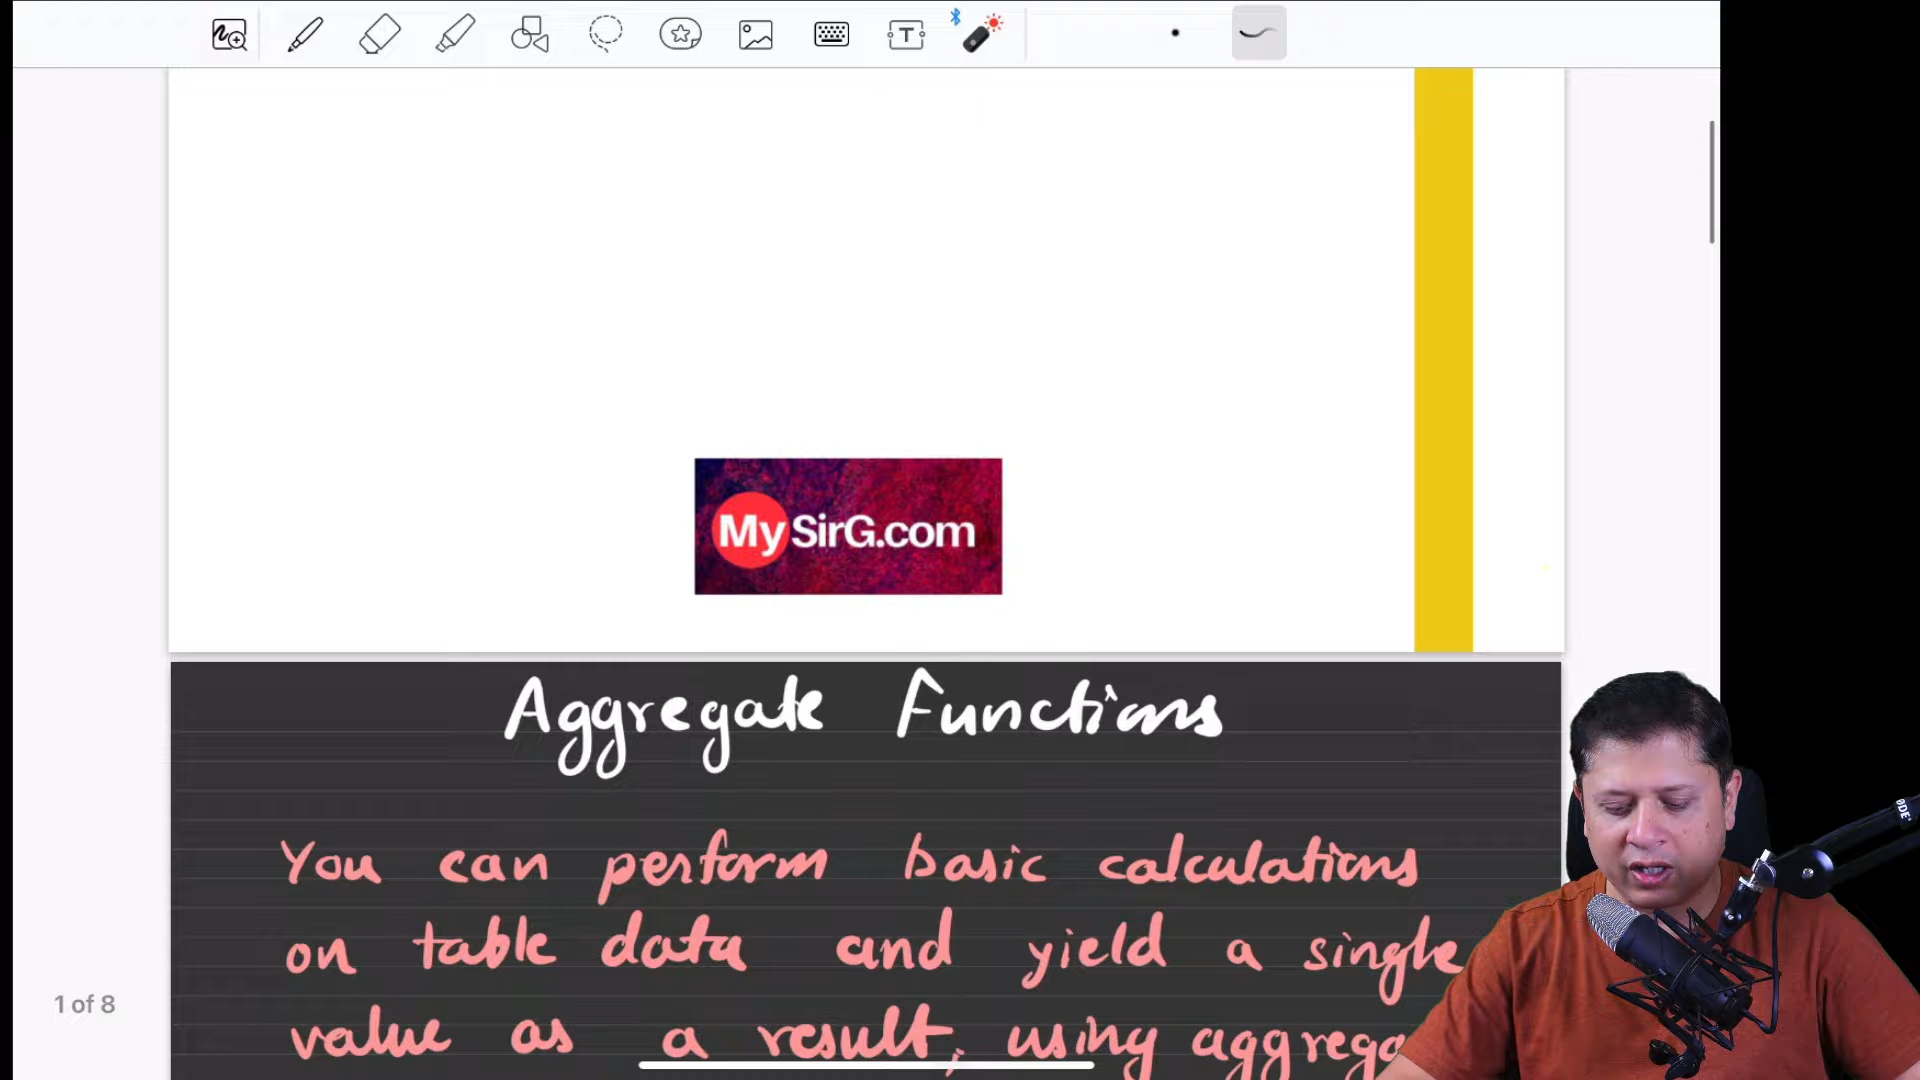 MySirG.com
Aggregate Functions
You can perform basic calculations
on table data and yield a single
value as a result, using
1 of 8